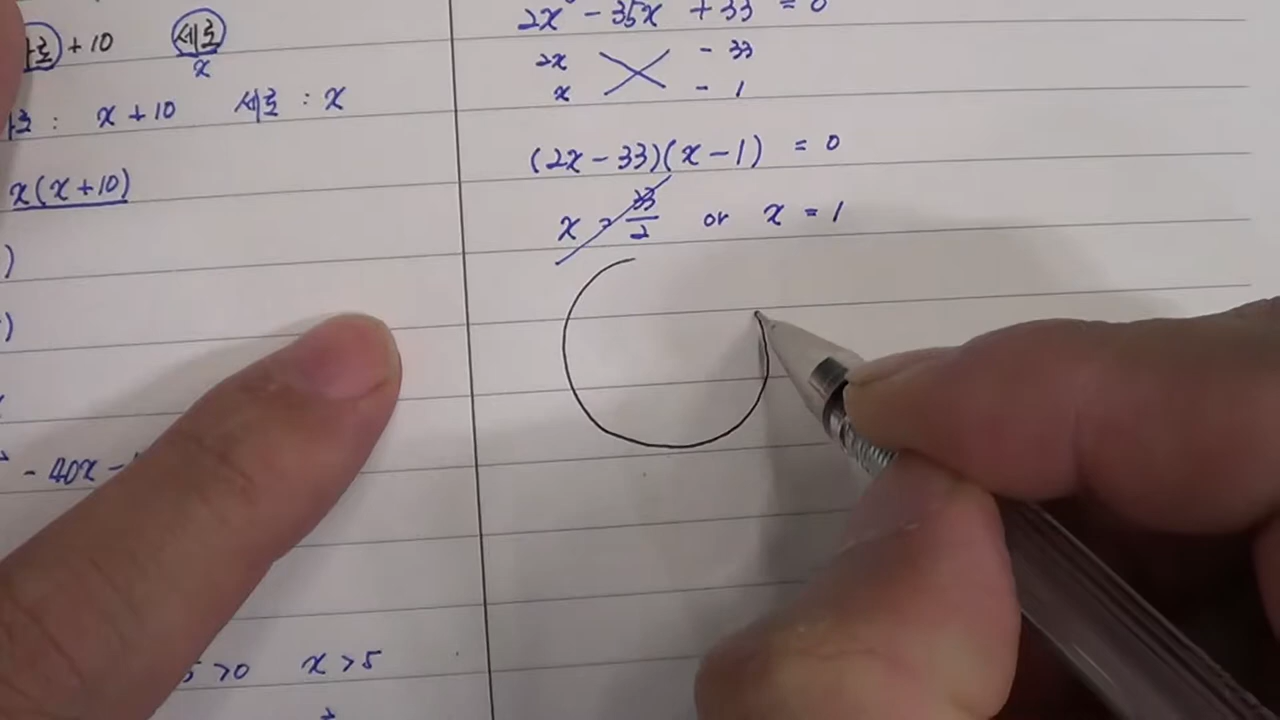 + 10 세로
x
: x + 10 세로 : x
x(x+10)
)
)
- 40x -
>0 x > 5
2x² - 35x + 33 = 0
2x - 33
x - 1
(2x - 33)(x - 1) = 0
x = 33/2 or x = 1